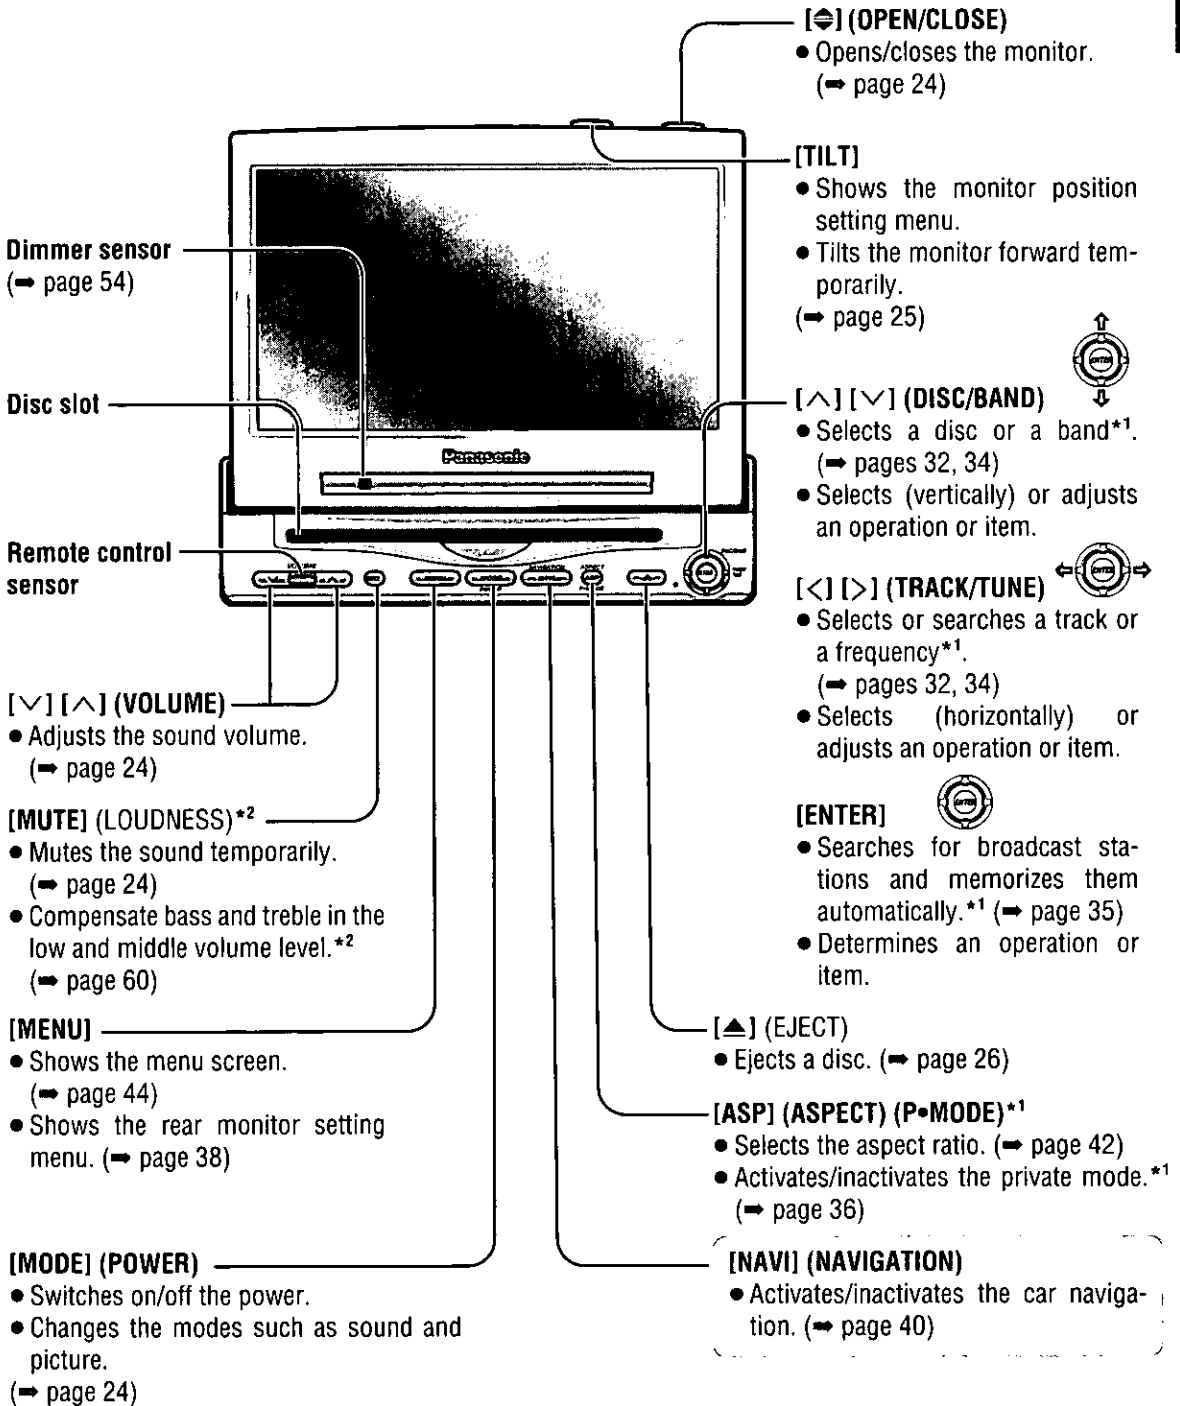 [⏏] (OPEN/CLOSE)
● Opens/closes the monitor.
(➡ page 24)
[TILT]
● Shows the monitor position
setting menu.
● Tilts the monitor forward tem-
porarily.
(➡ page 25)
Dimmer sensor
(➡ page 54)
Disc slot
Remote control
sensor
Panasonic
ENTER
[∧] [∨] (DISC/BAND)
● Selects a disc or a band*1.
(➡ pages 32, 34)
● Selects (vertically) or adjusts
an operation or item.
ENTER
[<] [>] (TRACK/TUNE)
● Selects or searches a track or
a frequency*1.
(➡ pages 32, 34)
● Selects (horizontally) or
adjusts an operation or item.
ENTER
[ENTER]
● Searches for broadcast sta-
tions and memorizes them
automatically.*1 (➡ page 35)
● Determines an operation or
item.
[∨] [∧] (VOLUME)
● Adjusts the sound volume.
(➡ page 24)
[MUTE] (LOUDNESS)*2
● Mutes the sound temporarily.
(➡ page 24)
● Compensate bass and treble in the
low and middle volume level.*2
(➡ page 60)
[MENU]
● Shows the menu screen.
(➡ page 44)
● Shows the rear monitor setting
menu. (➡ page 38)
[MODE] (POWER)
● Switches on/off the power.
● Changes the modes such as sound and
picture.
(➡ page 24)
[▲] (EJECT)
● Ejects a disc. (➡ page 26)
[ASP] (ASPECT) (P•MODE)*1
● Selects the aspect ratio. (➡ page 42)
● Activates/inactivates the private mode.*1
(➡ page 36)
[NAVI] (NAVIGATION)
● Activates/inactivates the car naviga-
tion. (➡ page 40)